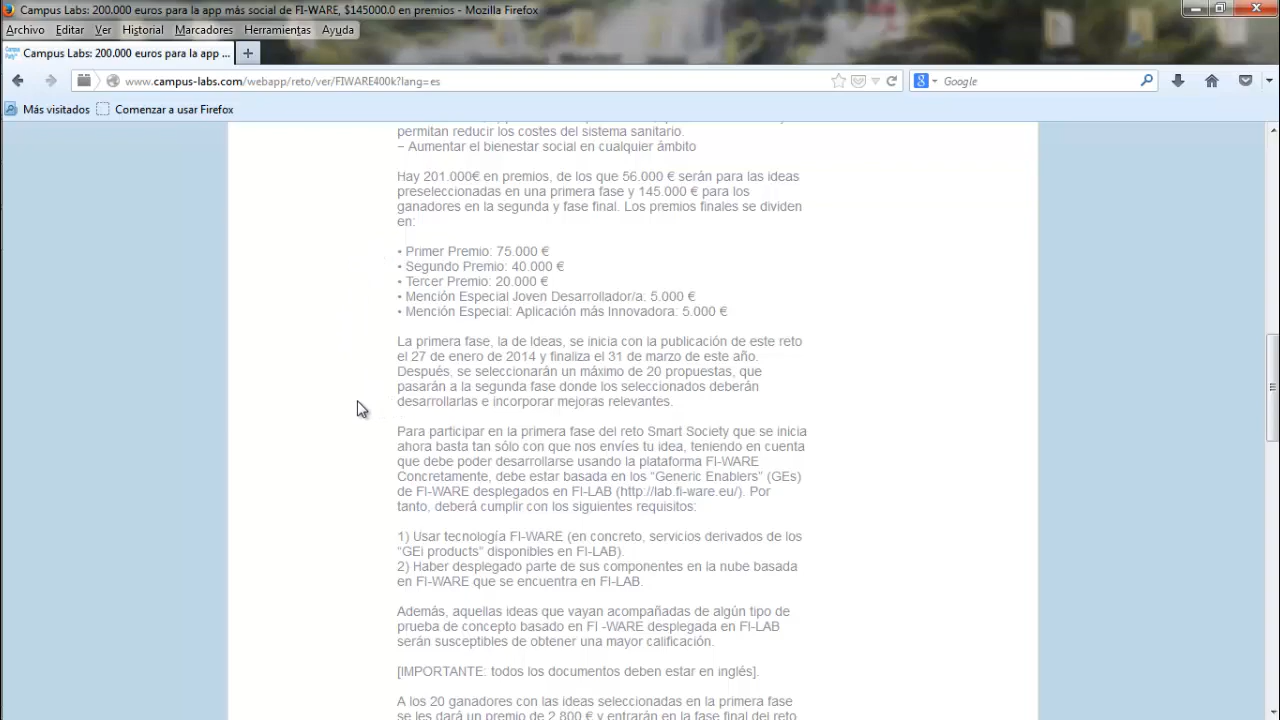 Campus Labs: 200.000 euros para la app más social de FI-WARE, $145000.0 en premios - Mozilla Firefox
Archivo Editar Ver Historial Marcadores Herramientas Ayuda
Campus Labs: 200.000 euros para la app ...
www.campus-labs.com/webapp/reto/ver/FIWARE400k?lang=es
Google
Más visitados Comenzar a usar Firefox
permitan reducir los costes del sistema sanitario.
– Aumentar el bienestar social en cualquier ámbito
Hay 201.000€ en premios, de los que 56.000 € serán para las ideas
preseleccionadas en una primera fase y 145.000 € para los
ganadores en la segunda y fase final. Los premios finales se dividen
en:
• Primer Premio: 75.000 €
• Segundo Premio: 40.000 €
• Tercer Premio: 20.000 €
• Mención Especial Joven Desarrollador/a: 5.000 €
• Mención Especial: Aplicación más Innovadora: 5.000 €
La primera fase, la de Ideas, se inicia con la publicación de este reto
el 27 de enero de 2014 y finaliza el 31 de marzo de este año.
Después, se seleccionarán un máximo de 20 propuestas, que
pasarán a la segunda fase donde los seleccionados deberán
desarrollarlas e incorporar mejoras relevantes.
Para participar en la primera fase del reto Smart Society que se inicia
ahora basta tan sólo con que nos envíes tu idea, teniendo en cuenta
que debe poder desarrollarse usando la plataforma FI-WARE
Concretamente, debe estar basada en los “Generic Enablers” (GEs)
de FI-WARE desplegados en FI-LAB (http://lab.fi-ware.eu/). Por
tanto, deberá cumplir con los siguientes requisitos:
1) Usar tecnología FI-WARE (en concreto, servicios derivados de los
“GEi products” disponibles en FI-LAB).
2) Haber desplegado parte de sus componentes en la nube basada
en FI-WARE que se encuentra en FI-LAB.
Además, aquellas ideas que vayan acompañadas de algún tipo de
prueba de concepto basado en FI -WARE desplegada en FI-LAB
serán susceptibles de obtener una mayor calificación.
[IMPORTANTE: todos los documentos deben estar en inglés].
A los 20 ganadores con las ideas seleccionadas en la primera fase
se les dará un premio de 2.800 € y entrarán en la fase final del reto